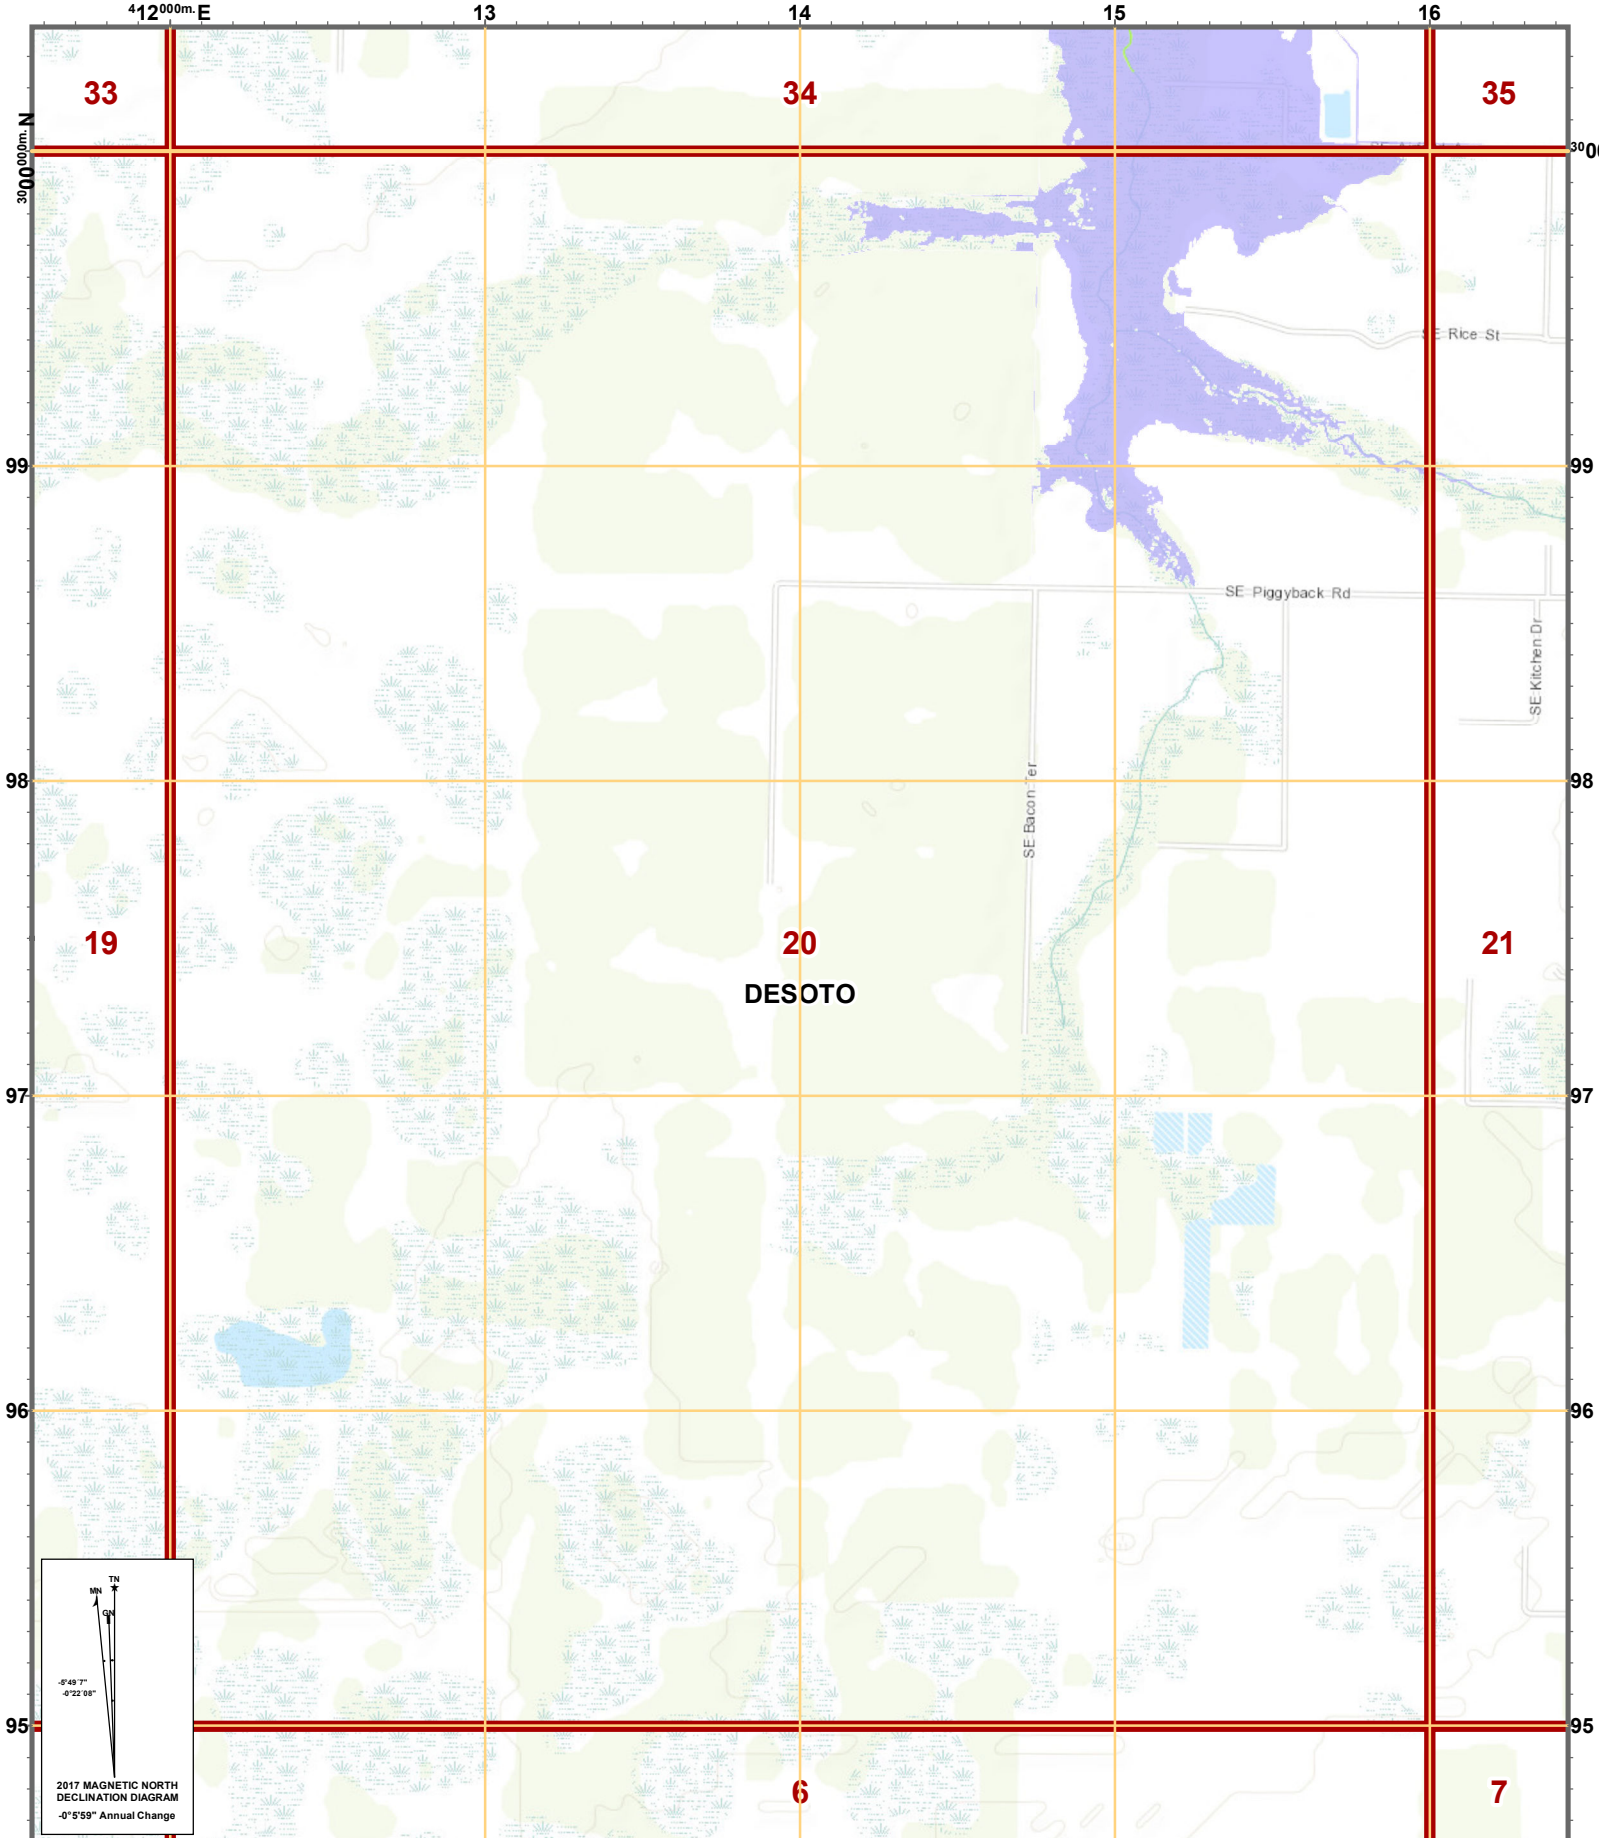 ⁴12⁰⁰⁰ᵐ·E 13 14 15 16
33 34 35
³⁰00⁰⁰⁰ᵐ·N ³⁰00
SE Rice St
99 99
SE Piggyback Rd
SE Kitchen Dr
98 98
SE Bacon Ter
19 20 21
DESOTO
97 97
96 96
TN
MN
GN
-5°49'7"
-0°22'08"
95 95
2017 MAGNETIC NORTH
DECLINATION DIAGRAM
-0°5'59" Annual Change
6 7